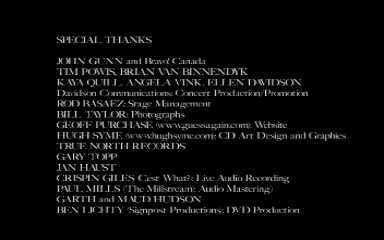 SPECIAL THANKS
JOHN GUNN and Bravo! Canada
TIM POWIS, BRIAN VAN BINNENDYK
KAYA QUILL, ANGELA VINK, ELLEN DAVIDSON
Davidson Communications: Concert Production/Promotion
ROD BASAEZ: Stage Management
BILL TAYLOR: Photographs
GEOFF PURCHASE (www.guessagain.com): Website
HUGH SYME (www.hughsyme.com): CD Art Design and Graphics
TRUE NORTH RECORDS
GARY TOPP
JAN HAUST
CRISPIN GILES (C'est What?): Live Audio Recording
PAUL MILLS (The Millstream): Audio Mastering)
GARTH and MAUD HUDSON
BEN LICHTY (Signpost Productions): DVD Production